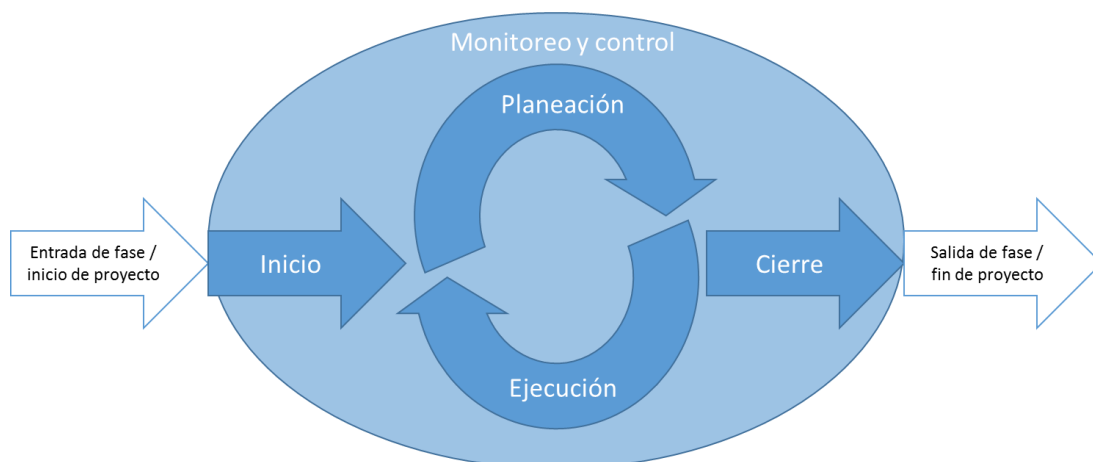 Monitoreo y control
Planeación
Entrada de fase /
inicio de proyecto
Inicio
Cierre
Salida de fase /
fin de proyecto
Ejecución